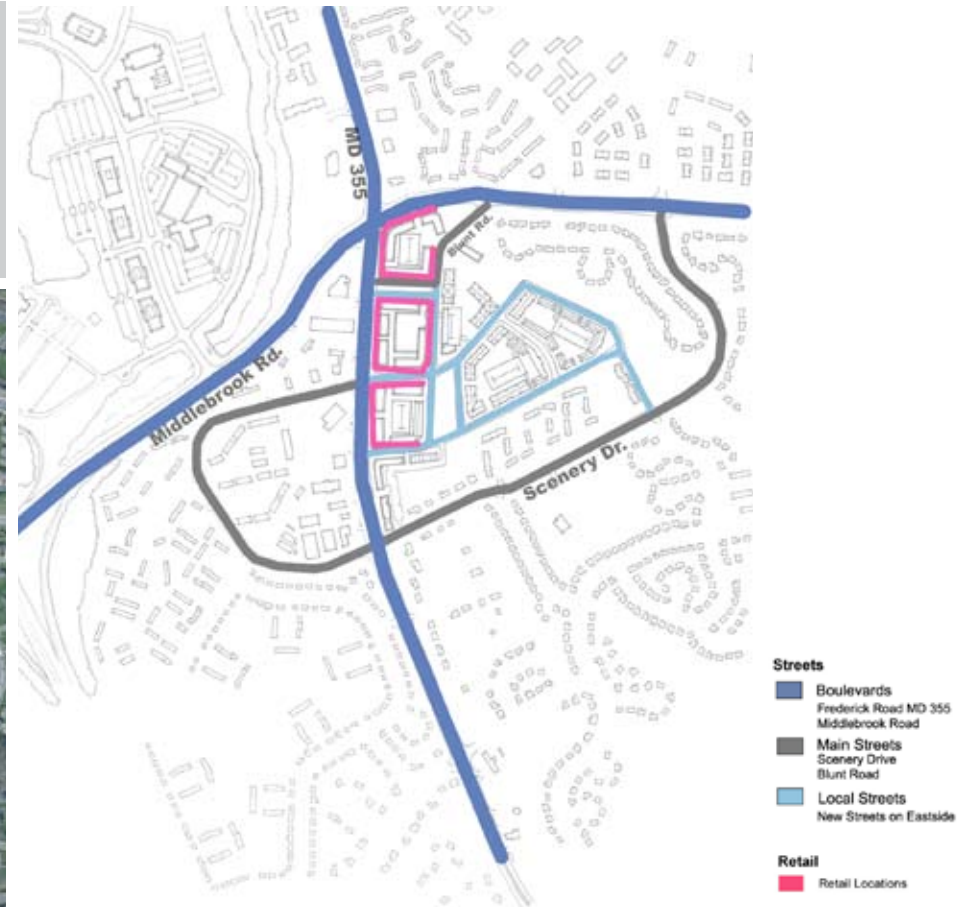 MD 355
Blunt Rd.
Middlebrook Rd.
Scenery Dr.
Streets
Boulevards
Frederick Road MD 355
Middlebrook Road
Main Streets
Scenery Drive
Blunt Road
Local Streets
New Streets on Eastside
Retail
Retail Locations